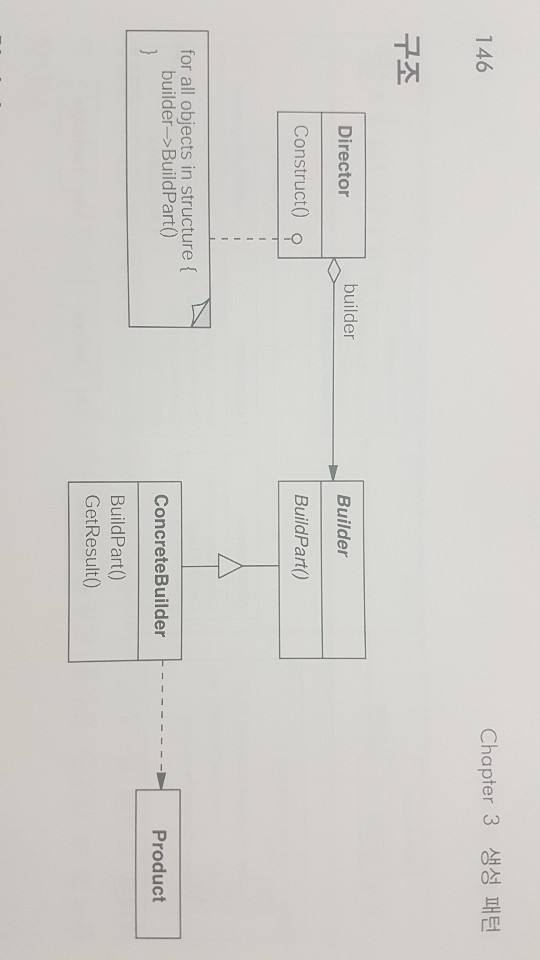 146
Chapter 3 생성 패턴
구조
Director
Construct()
builder
Builder
BuildPart()
for all objects in structure {
builder->BuildPart()
}
ConcreteBuilder
BuildPart()
GetResult()
Product